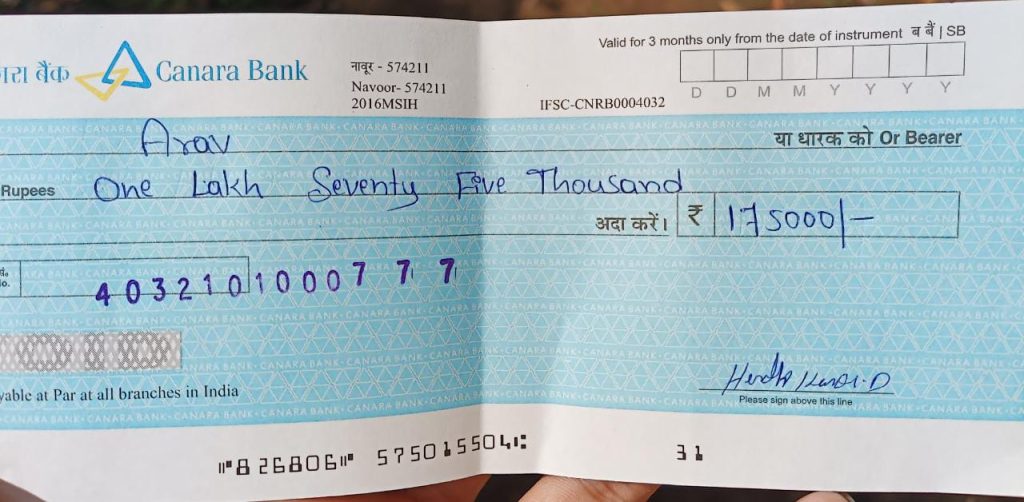 नरा बैंक Canara Bank
नावूर - 574211
Navoor- 574211
2016MSIH
Valid for 3 months only from the date of instrument ब बैं | SB
D D M M Y Y Y Y
IFSC-CNRB0004032
Arav
या धारक को Or Bearer
Rupees One Lakh Seventy Five Thousand
अदा करें। ₹ 175000/-
40321010007 7 7
yable at Par at all branches in India
Please sign above this line
⑈826806⑈ 575015504⑆ 31